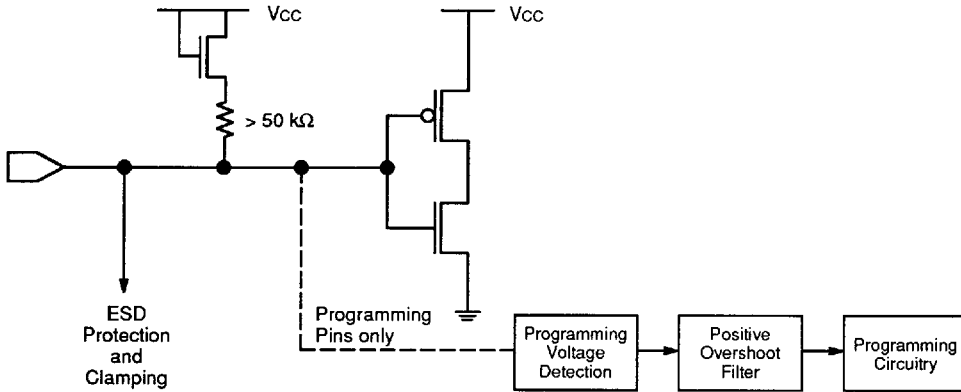 VCC
VCC
> 50 kΩ
ESD
Protection
and
Clamping
Programming
Pins only
Programming
Voltage
Detection
Positive
Overshoot
Filter
Programming
Circuitry